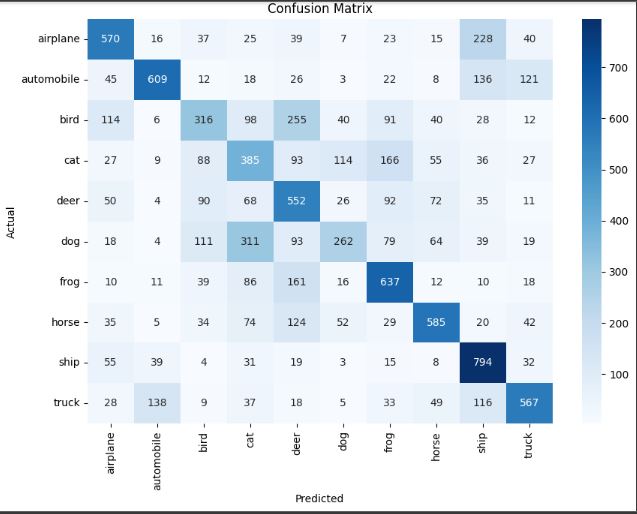 Confusion Matrix
airplane 570 16 37 25 39 7 23 15 228 40
automobile 45 609 12 18 26 3 22 8 136 121
bird 114 6 316 98 255 40 91 40 28 12
cat 27 9 88 385 93 114 166 55 36 27
deer 50 4 90 68 552 26 92 72 35 11
dog 18 4 111 311 93 262 79 64 39 19
frog 10 11 39 86 161 16 637 12 10 18
horse 35 5 34 74 124 52 29 585 20 42
ship 55 39 4 31 19 3 15 8 794 32
truck 28 138 9 37 18 5 33 49 116 567
airplane automobile bird cat deer dog frog horse ship truck
Predicted
Actual
700
600
500
400
300
200
100